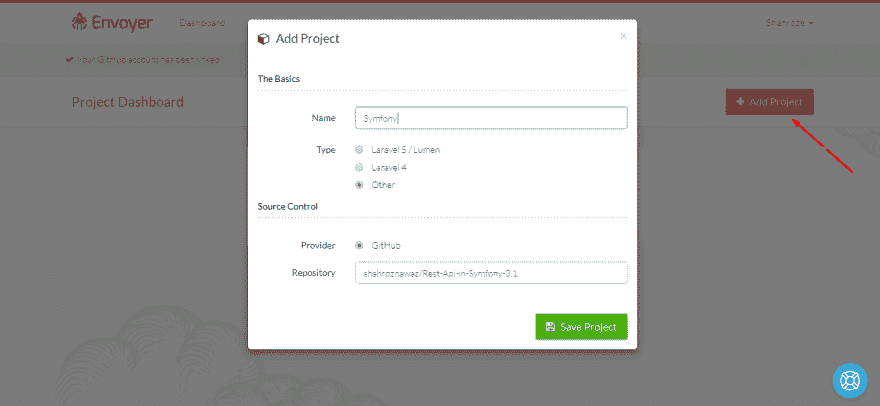 Envoyer
Dashboard
Shahroze
Your GitHub account has been linked
Project Dashboard
Add Project
Add Project
×
The Basics
Name
Symfony
Type
Laravel 5 / Lumen
Laravel 4
Other
Source Control
Provider
GitHub
Repository
shahroznawaz/Rest-Api-in-Symfony-3.1
Save Project